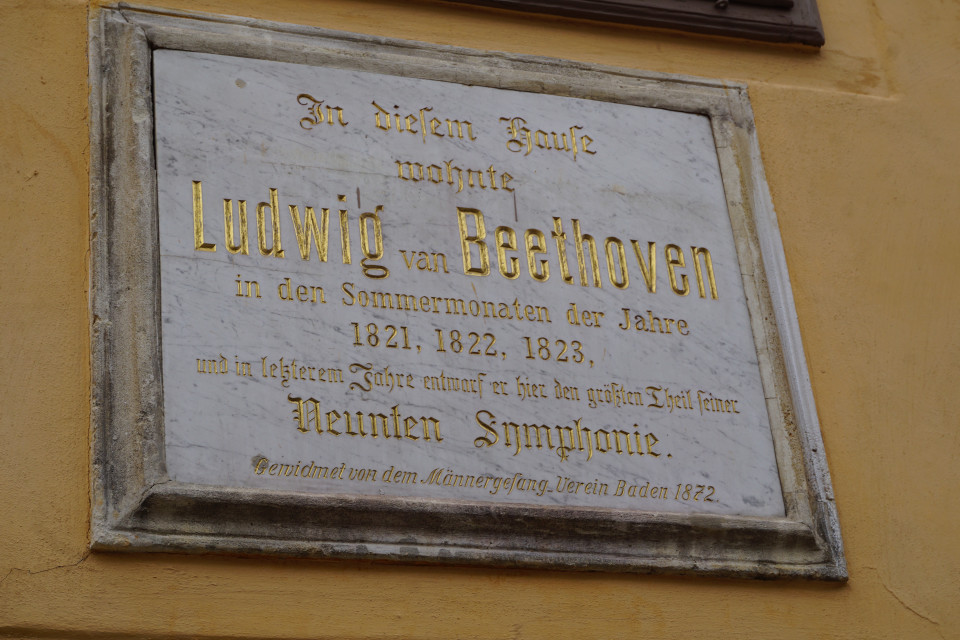 In diesem Hauſe
wohnte
Ludwig van Beethoven
in den Sommermonaten der Jahre
1821, 1822, 1823,
und in letzterem Jahre entwarf er hier den größten Theil ſeiner
Neunten Symphonie.
Gewidmet von dem Männergeſang-Verein Baden 1872.